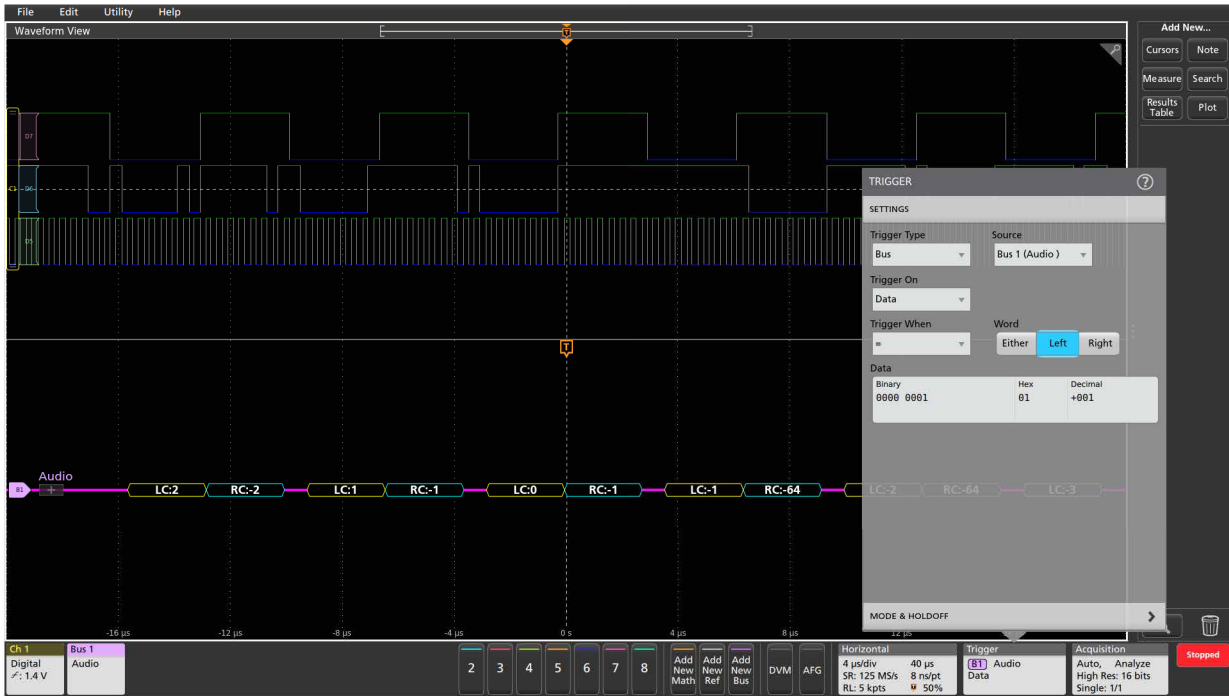 File Edit Utility Help
Waveform View
T
Add New...
Cursors Note
Measure Search
Results Table Plot
D7
C1 D6
D5
TRIGGER ?
SETTINGS
Trigger Type Source
Bus Bus 1 (Audio )
Trigger On
Data
Trigger When Word
= Either Left Right
Data
Binary Hex Decimal
0000 0001 01 +001
T
Audio
B1 + LC:2 RC:-2 LC:1 RC:-1 LC:0 RC:-1 LC:-1 RC:-64 LC:-2 RC:-64 LC:-3
MODE & HOLDOFF
-16 µs -12 µs -8 µs -4 µs 0 s 4 µs 8 µs 12 µs
Ch 1
Digital
1.4 V
Bus 1
Audio
2 3 4 5 6 7 8
Add New Math
Add New Ref
Add New Bus
DVM AFG
Horizontal
4 µs/div 40 µs
SR: 125 MS/s 8 ns/pt
RL: 5 kpts 50%
Trigger
B1 Audio
Data
Acquisition
Auto, Analyze
High Res: 16 bits
Single: 1/1
Stopped